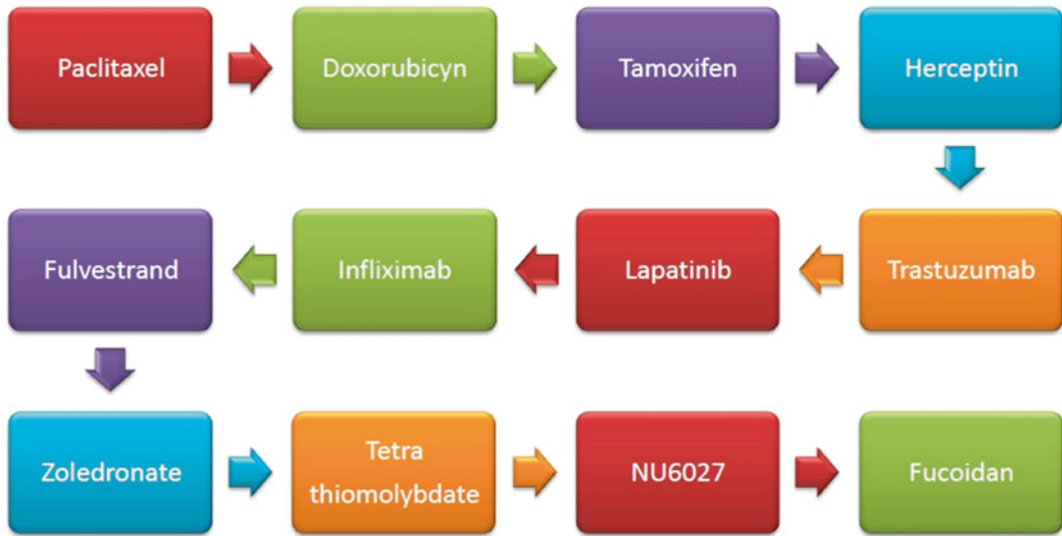 Paclitaxel
Doxorubicyn
Tamoxifen
Herceptin
Fulvestrand
Infliximab
Lapatinib
Trastuzumab
Zoledronate
Tetra
thiomolybdate
NU6027
Fucoidan